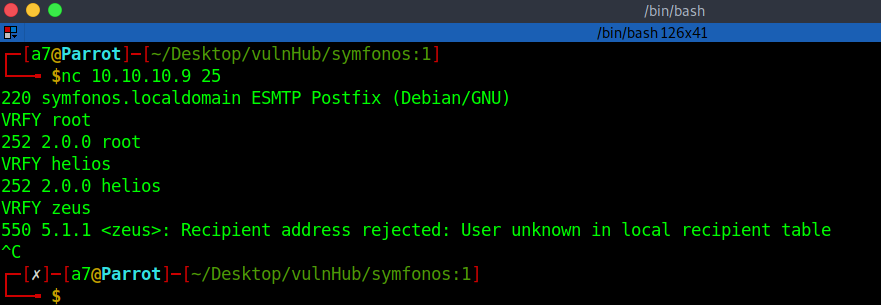 /bin/bash
/bin/bash 126x41
┌─[a7@Parrot]─[~/Desktop/vulnHub/symfonos:1]
└──╼ $nc 10.10.10.9 25
220 symfonos.localdomain ESMTP Postfix (Debian/GNU)
VRFY root
252 2.0.0 root
VRFY helios
252 2.0.0 helios
VRFY zeus
550 5.1.1 <zeus>: Recipient address rejected: User unknown in local recipient table
^C
┌─[✗]─[a7@Parrot]─[~/Desktop/vulnHub/symfonos:1]
└──╼ $